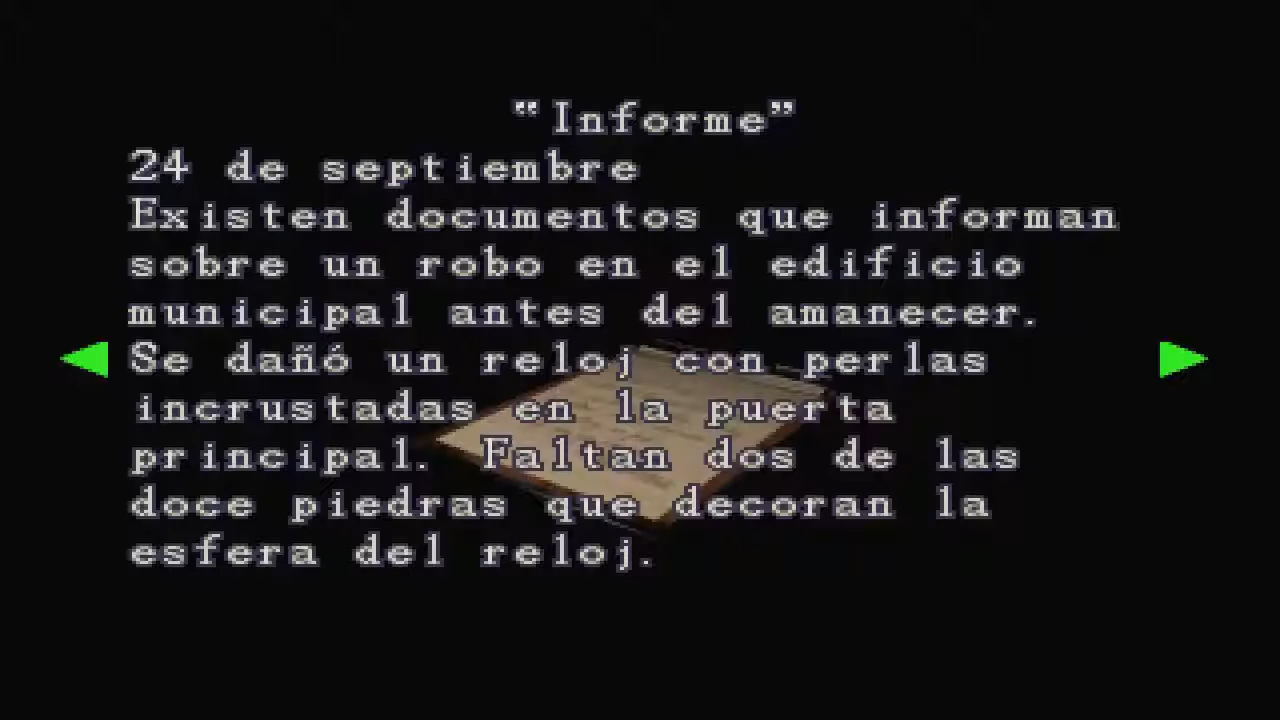 "Informe"
24 de septiembre
Existen documentos que informan
sobre un robo en el edificio
municipal antes del amanecer.
Se dañó un reloj con perlas
incrustadas en la puerta
principal. Faltan dos de las
doce piedras que decoran la
esfera del reloj.